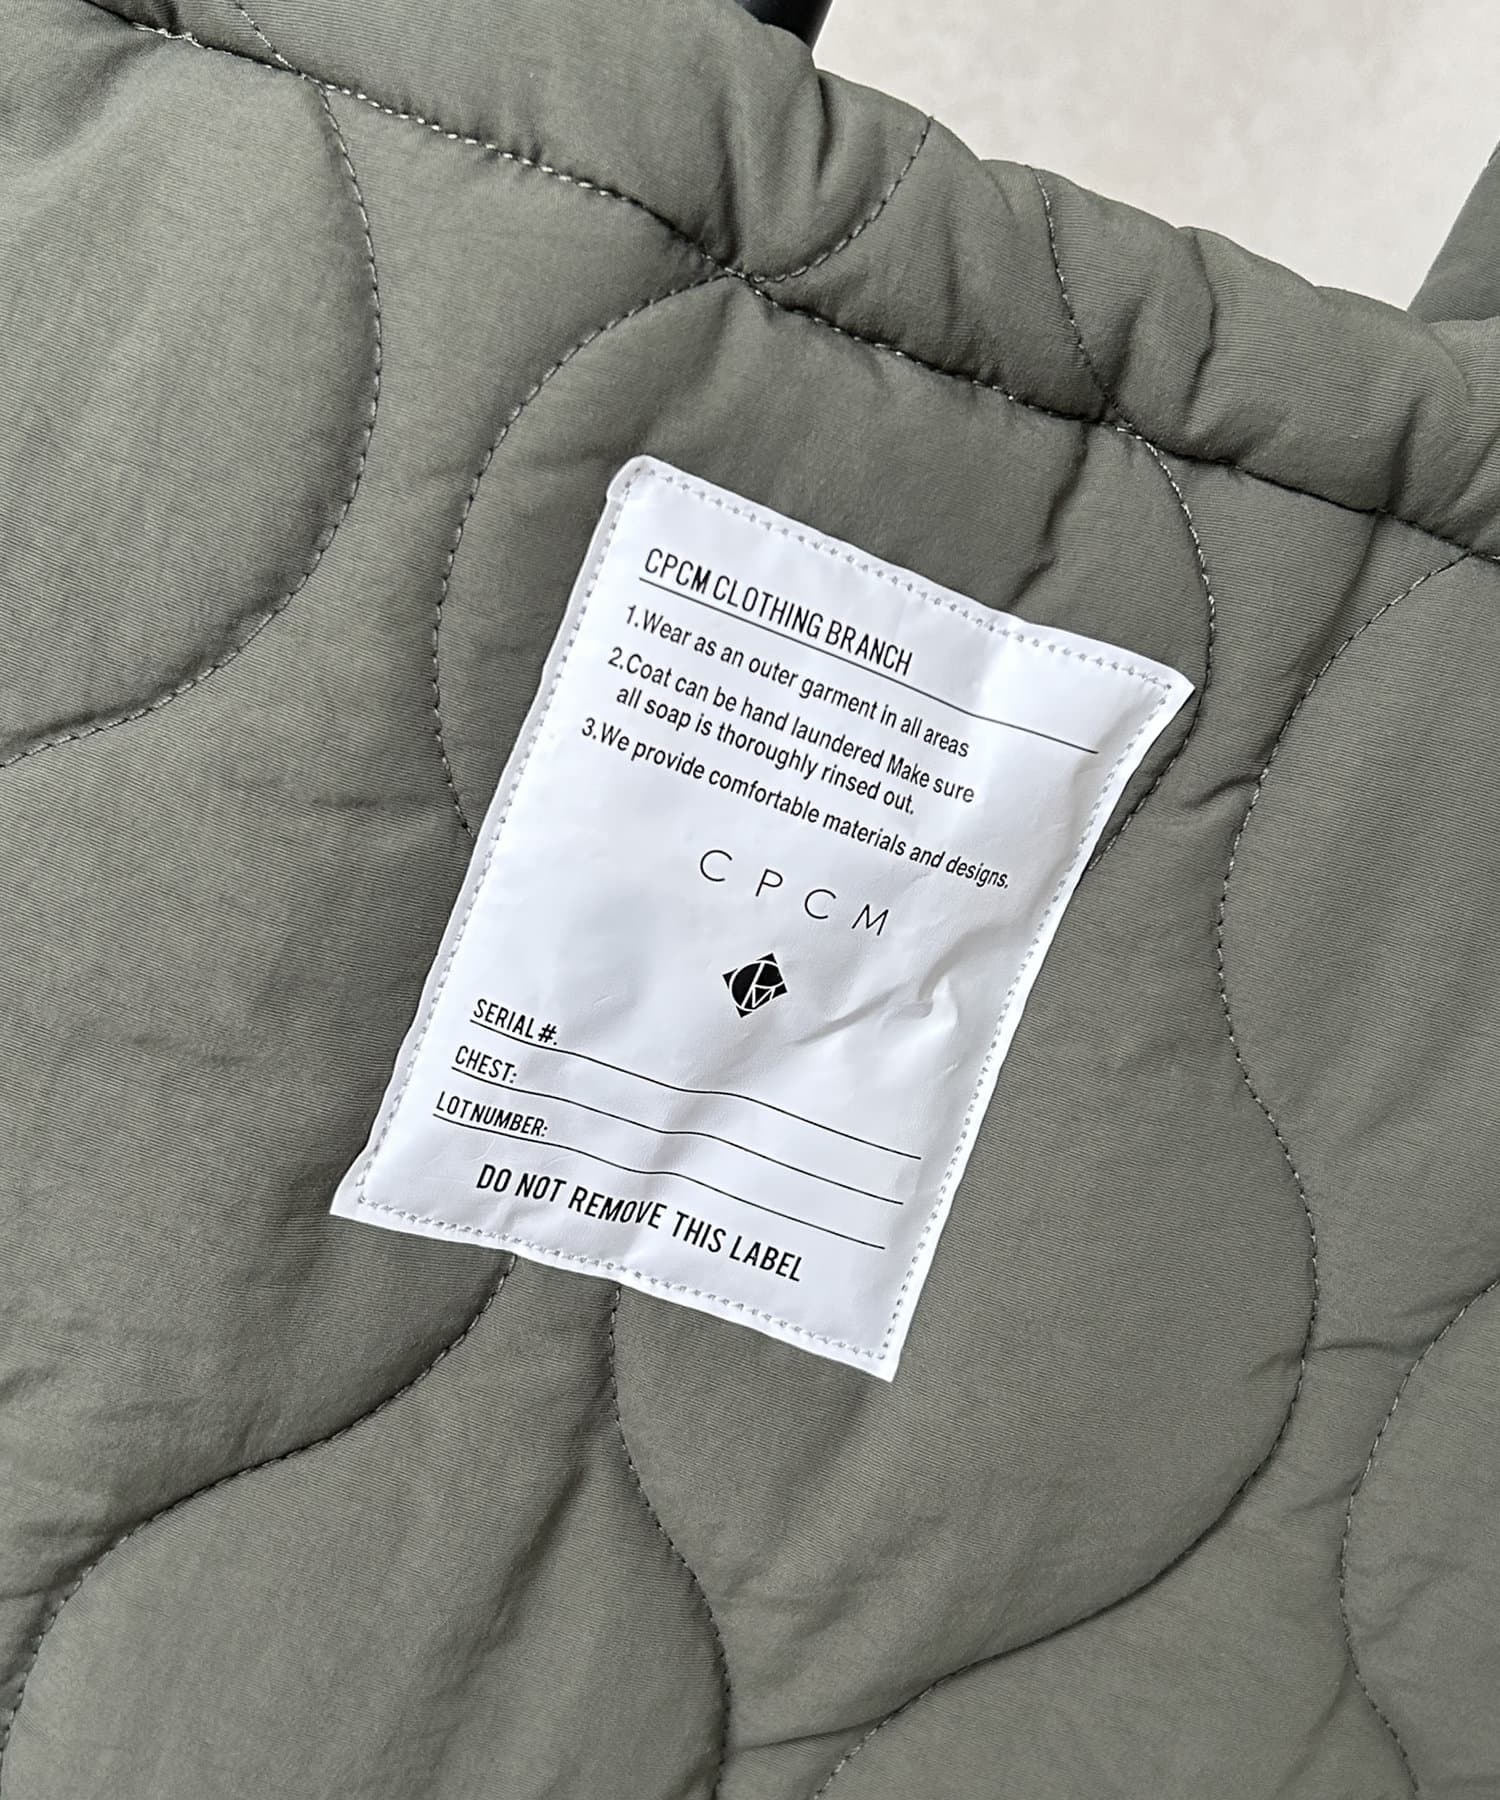 CPCM CLOTHING BRANCH
1.Wear as an outer garment in all areas
2.Coat can be hand laundered Make sure
all soap is thoroughly rinsed out.
3.We provide comfortable materials and designs.
CPCM
SERIAL #.
CHEST:
LOT NUMBER:
DO NOT REMOVE THIS LABEL